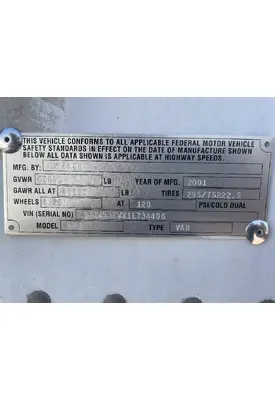 THIS VEHICLE CONFORMS TO ALL APPLICABLE FEDERAL MOTOR VEHICLE
SAFETY STANDARDS IN EFFECT ON THE DATE OF MANUFACTURE SHOWN
BELOW ALL DATA SHOWN IS APPLICABLE AT HIGHWAY SPEEDS.
MFG. BY:
GVWR LB YEAR OF MFG. 2001
GAWR ALL AT LB TIRES 295/75R22.5
WHEELS AT 120 PSI/COLD DUAL
VIN (SERIAL NO)
MODEL TYPE VAN